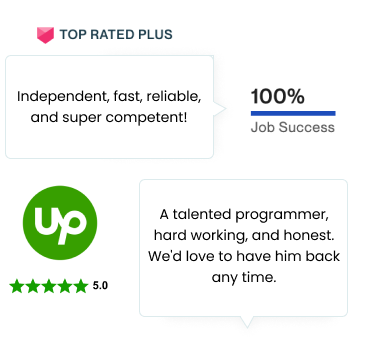 TOP RATED PLUS
Independent, fast, reliable,
and super competent!
100%
Job Success
up
5.0
A talented programmer,
hard working, and honest.
We'd love to have him back
any time.